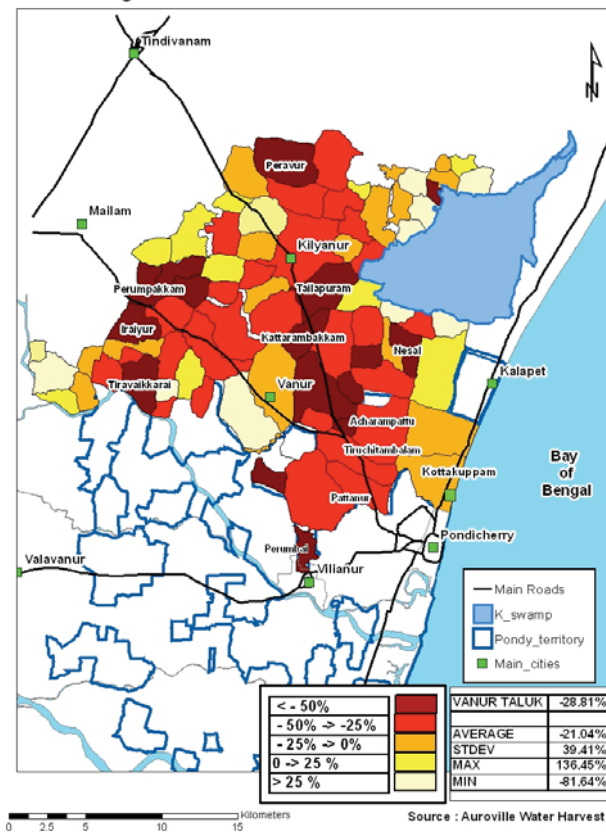 Tindivanam
N
Peravur
Mailam
Kilyanur
Perumpakkam
Tailapuram
Iraiyur
Kattarambakkam
Nesal
Tiravaikkarai
Vanur
Kalapet
Acharampattu
Tiruchitambalam
Kottakuppam
Pattanur
Bay
of
Bengal
Perumbai
Pondicherry
Valavanur
Villanur
Main Roads
K_swamp
Pondy_territory
Main_cities
< - 50%
- 50% -> -25%
- 25% -> 0%
0 -> 25 %
> 25 %
VANUR TALUK -28.81%
AVERAGE -21.04%
STDEV 39.41%
MAX 136.45%
MIN -81.64%
Kilometers
0 2.5 5 10 15
Source : Auroville Water Harvest